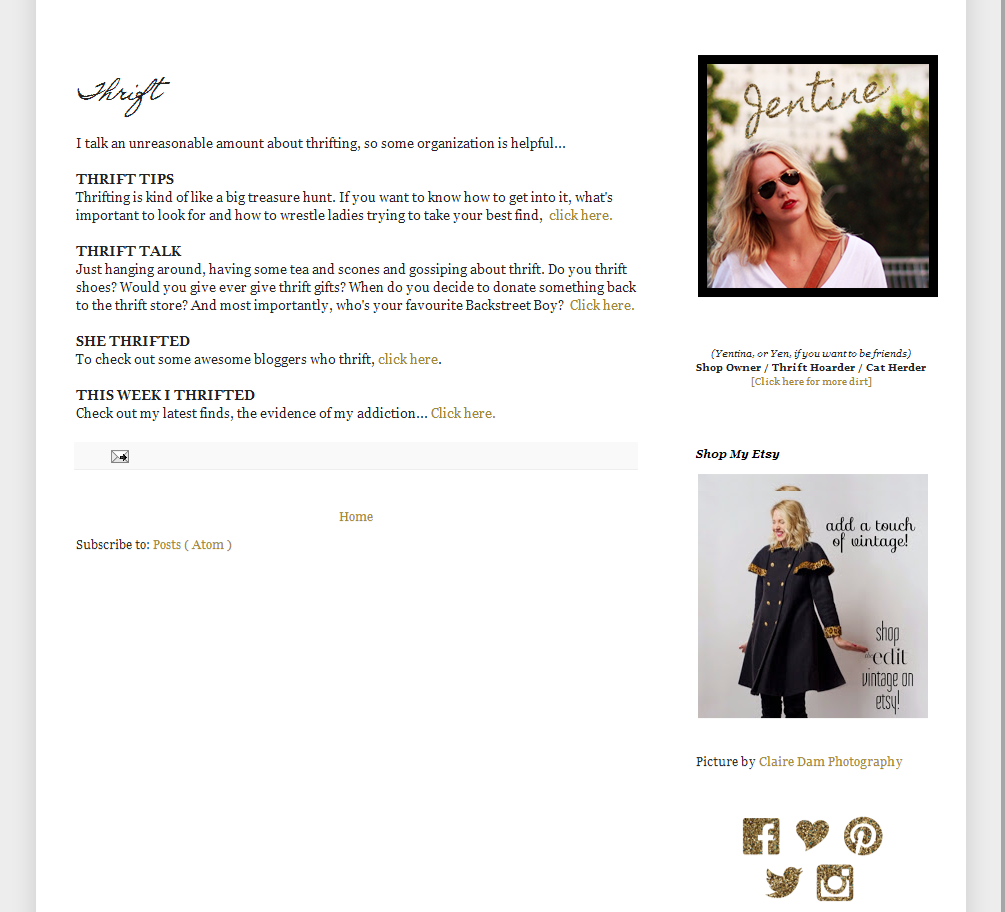 Thrift
I talk an unreasonable amount about thrifting, so some organization is helpful...
THRIFT TIPS
Thrifting is kind of like a big treasure hunt. If you want to know how to get into it, what's
important to look for and how to wrestle ladies trying to take your best find, click here.
THRIFT TALK
Just hanging around, having some tea and scones and gossiping about thrift. Do you thrift
shoes? Would you give ever give thrift gifts? When do you decide to donate something back
to the thrift store? And most importantly, who's your favourite Backstreet Boy? Click here.
SHE THRIFTED
To check out some awesome bloggers who thrift, click here.
THIS WEEK I THRIFTED
Check out my latest finds, the evidence of my addiction... Click here.
Home
Subscribe to: Posts ( Atom )
Jentine
(Yentina, or Yen, if you want to be friends)
Shop Owner / Thrift Hoarder / Cat Herder
[Click here for more dirt]
Shop My Etsy
add a touch
of vintage!
shop
the edit
vintage on
etsy!
Picture by Claire Dam Photography